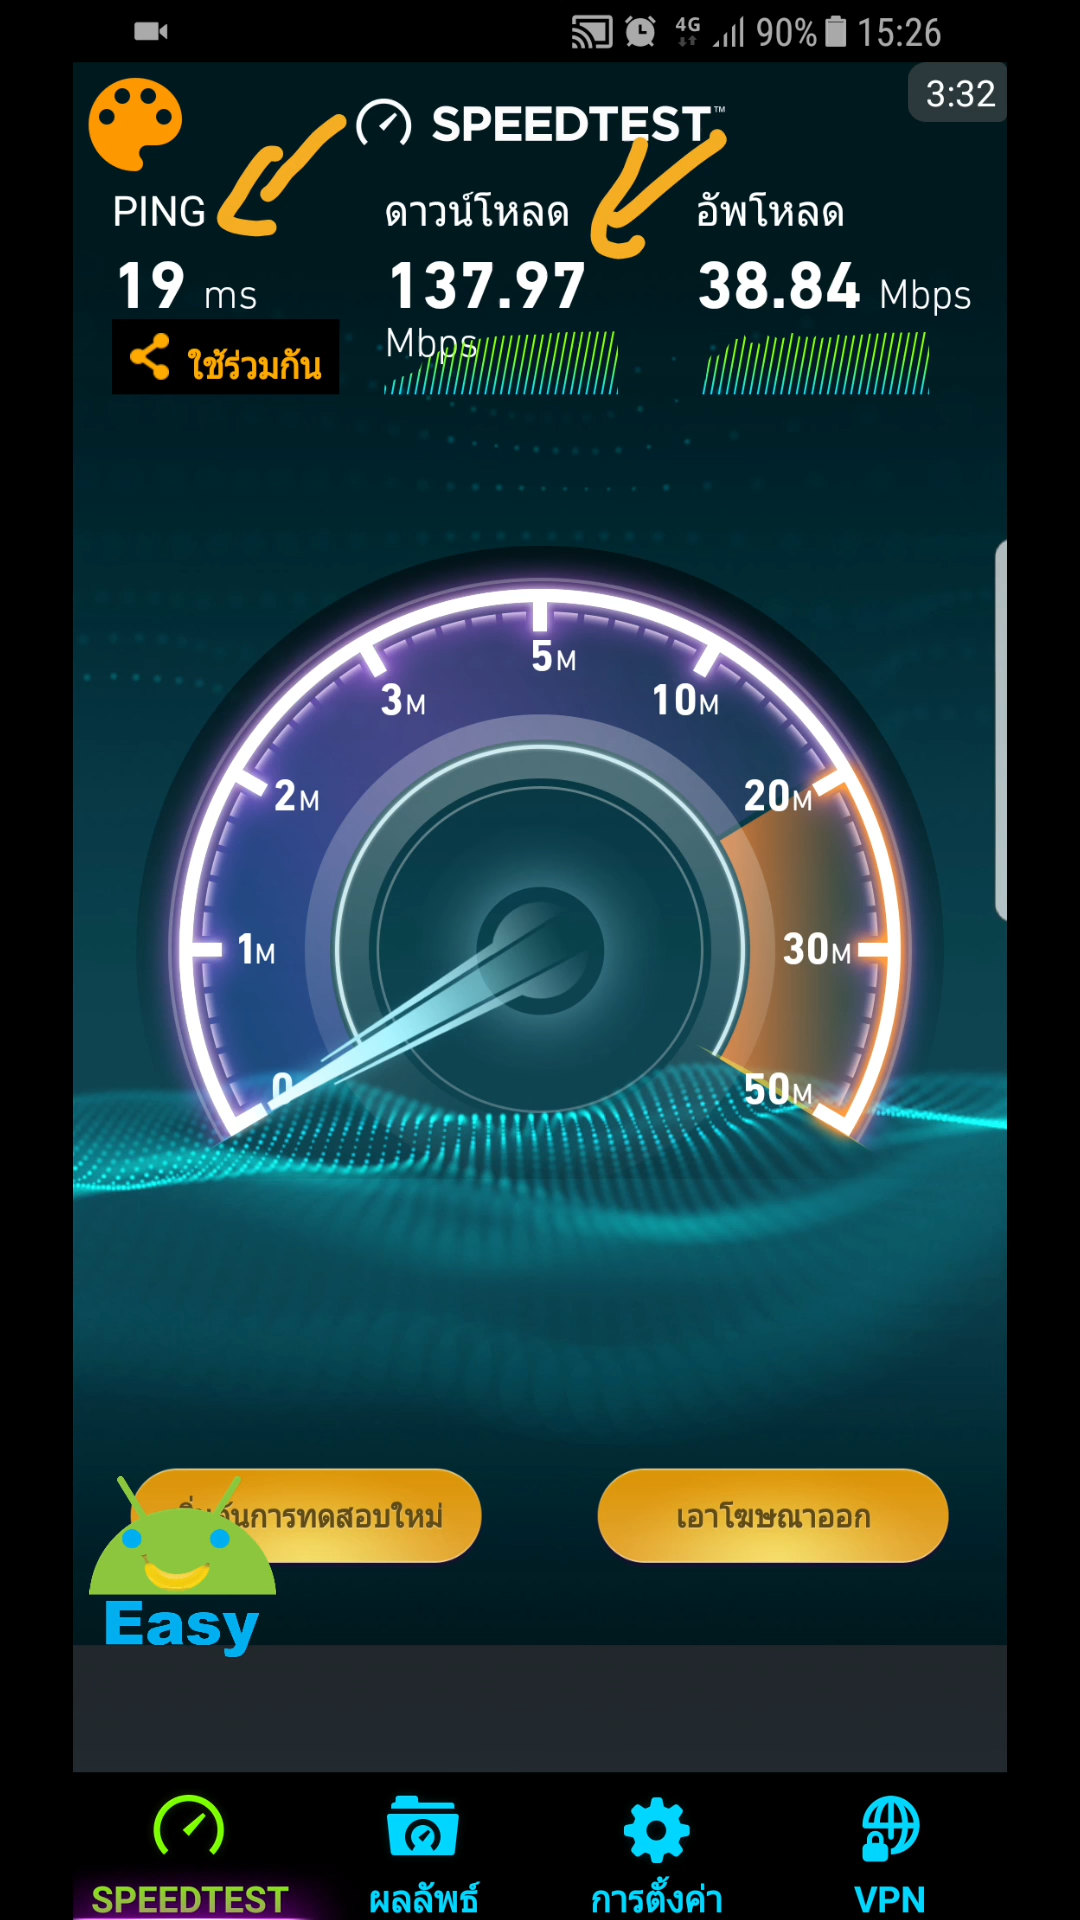 4G 90% 15:26
3:32
SPEEDTEST™
PING
19 ms
ใช้ร่วมกัน
ดาวน์โหลด
137.97
Mbps
อัพโหลด
38.84 Mbps
5M
3M
10M
2M
20M
1M
30M
0
50M
การทดสอบใหม่
เอาโฆษณาออก
Easy
SPEEDTEST
ผลลัพธ์
การตั้งค่า
VPN